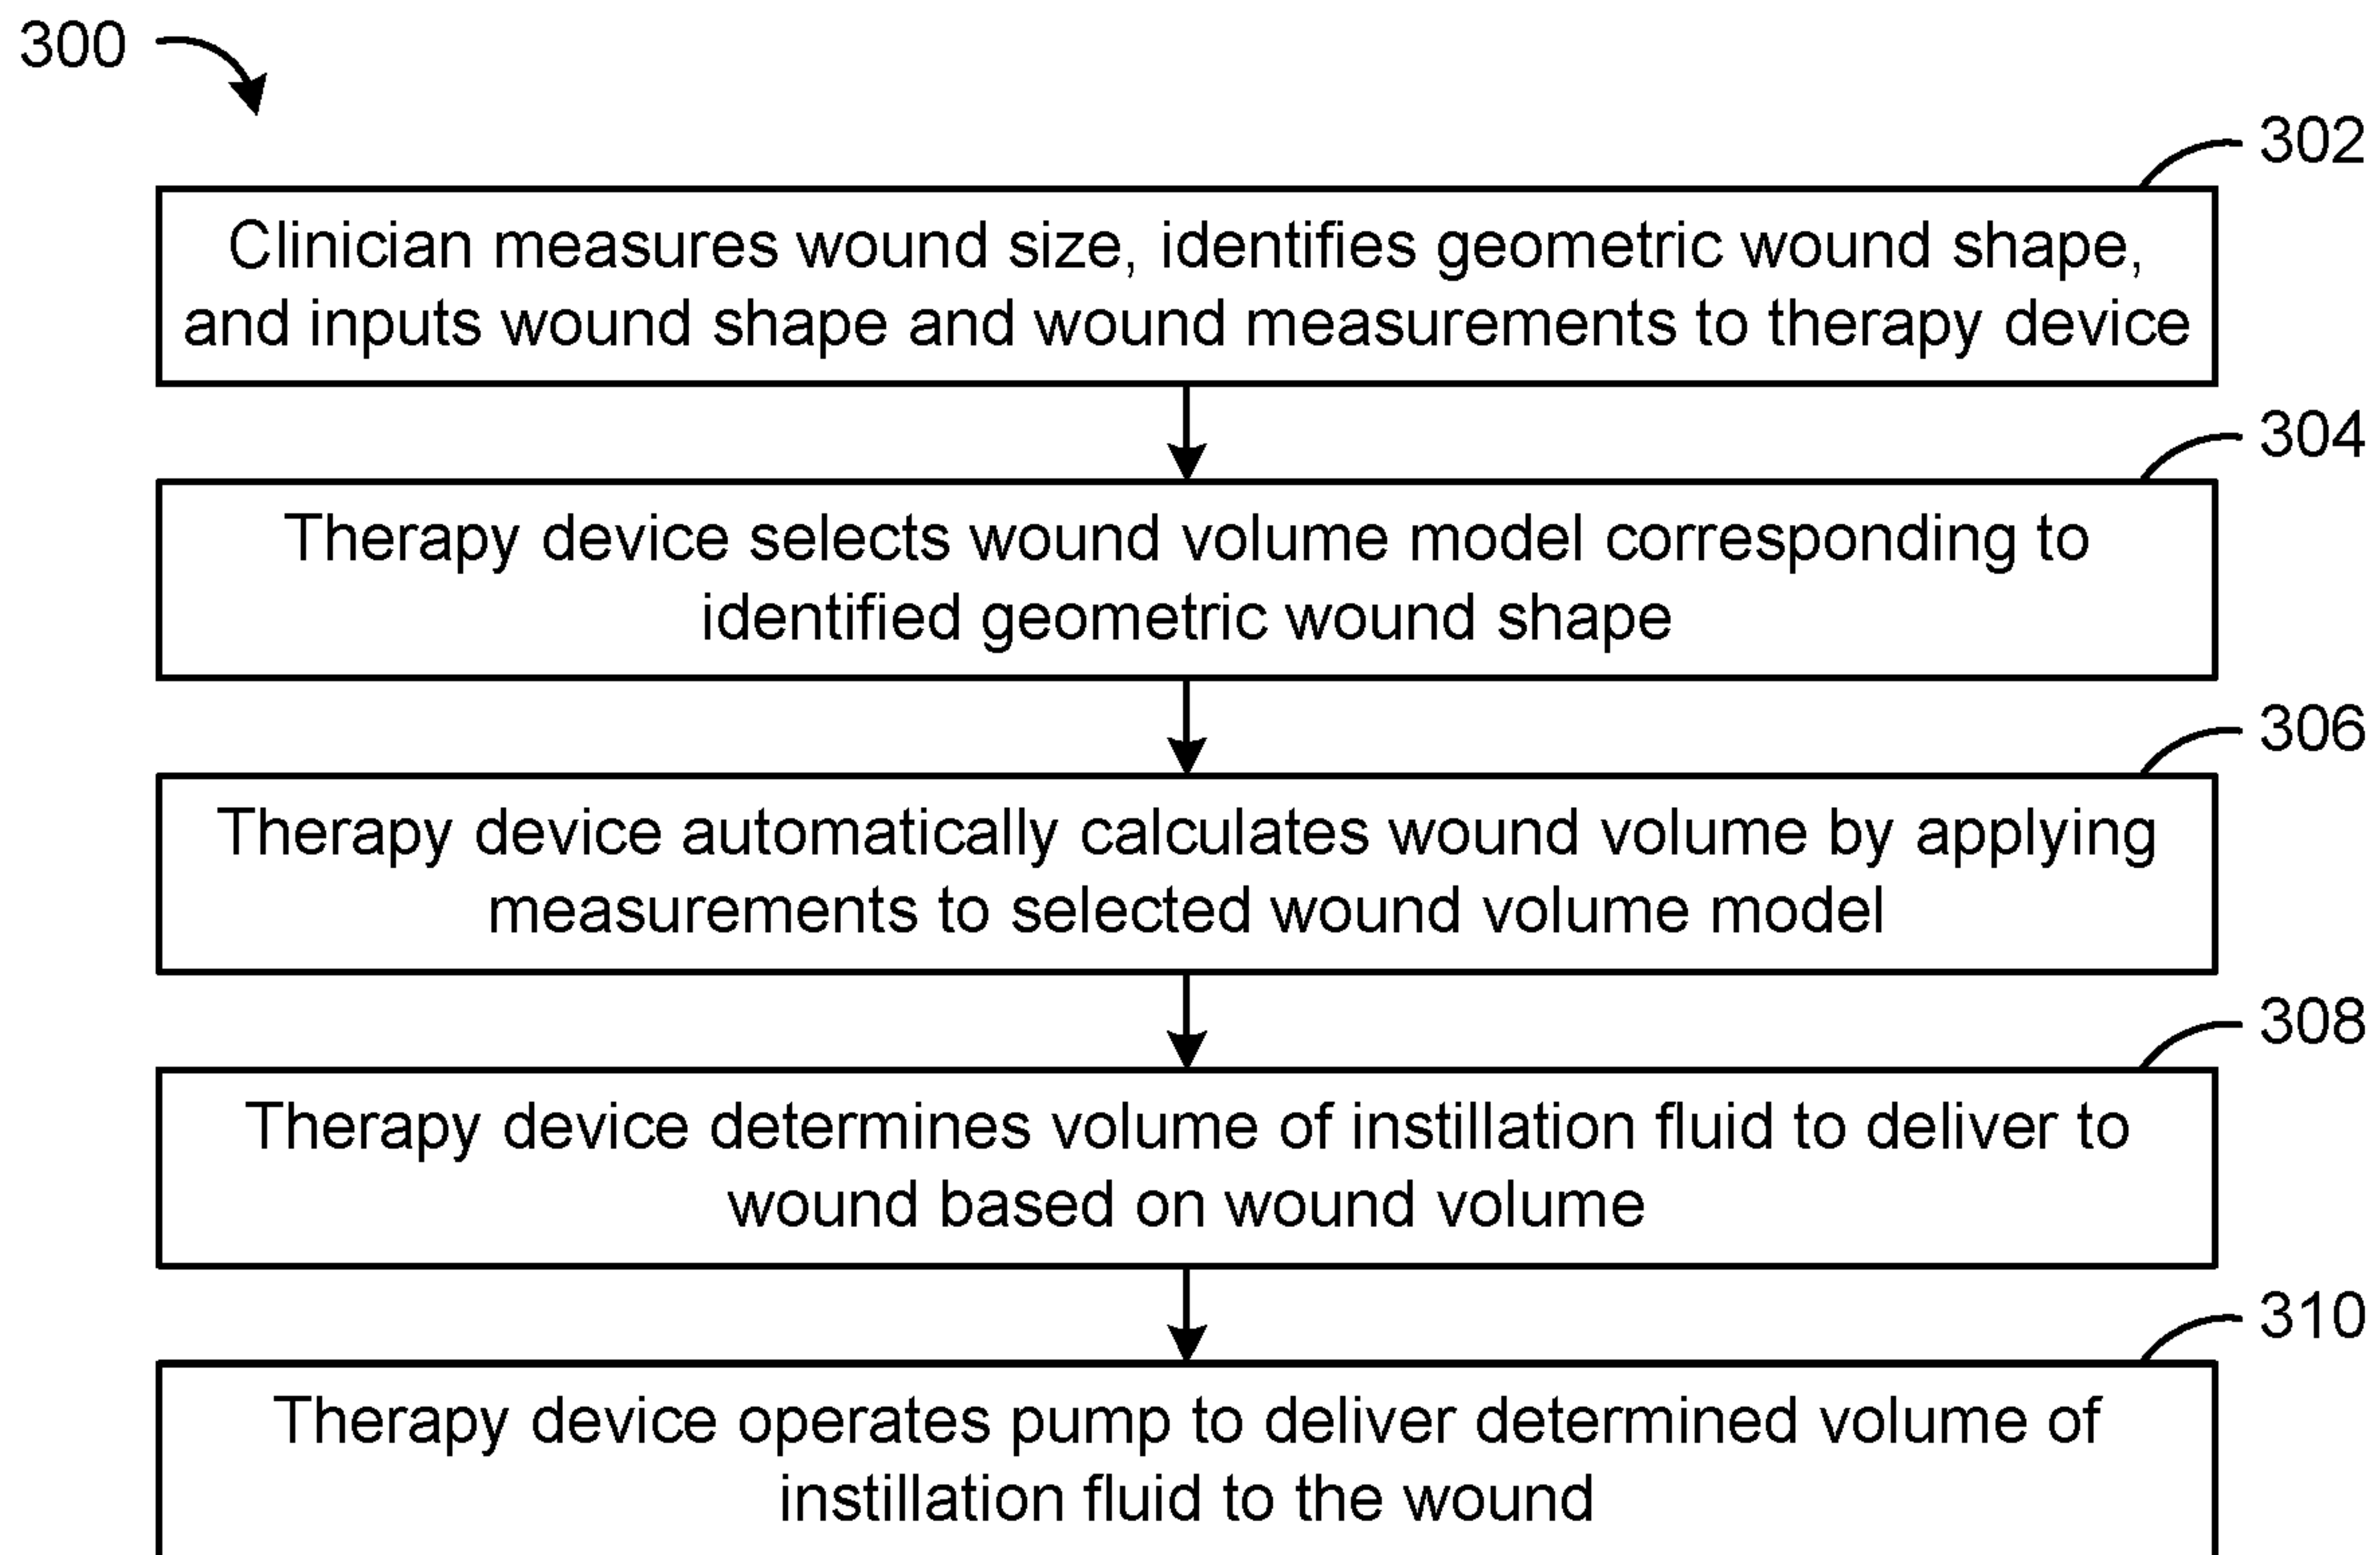 300
302
Clinician measures wound size, identifies geometric wound shape,
and inputs wound shape and wound measurements to therapy device
304
Therapy device selects wound volume model corresponding to
identified geometric wound shape
306
Therapy device automatically calculates wound volume by applying
measurements to selected wound volume model
308
Therapy device determines volume of instillation fluid to deliver to
wound based on wound volume
310
Therapy device operates pump to deliver determined volume of
instillation fluid to the wound